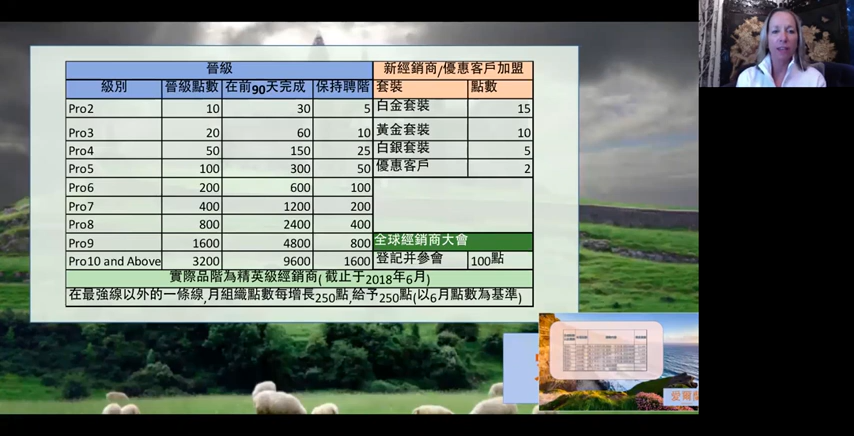 晉級 新經銷商/優惠客戶加盟
級別 晉級點數 在前90天完成 保持聘階 套裝 點數
Pro2 10 30 5 白金套裝 15
Pro3 20 60 10 黃金套裝 10
Pro4 50 150 25 白銀套裝 5
Pro5 100 300 50 優惠客戶 2
Pro6 200 600 100
Pro7 400 1200 200
Pro8 800 2400 400
Pro9 1600 4800 800 全球經銷商大會
Pro10 and Above 3200 9600 1600 登記并參會 100點
實際品階為精英級經銷商( 截止于2018年6月)
在最強線以外的一條線,月組織點數每增長250點,給予250點(以6月點數為基準)
愛爾